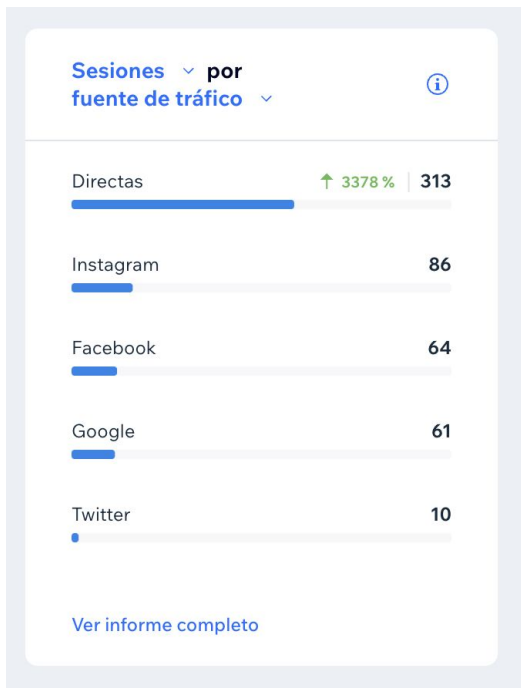 Sesiones por
fuente de tráfico
Directas ↑ 3378 % 313
Instagram 86
Facebook 64
Google 61
Twitter 10
Ver informe completo